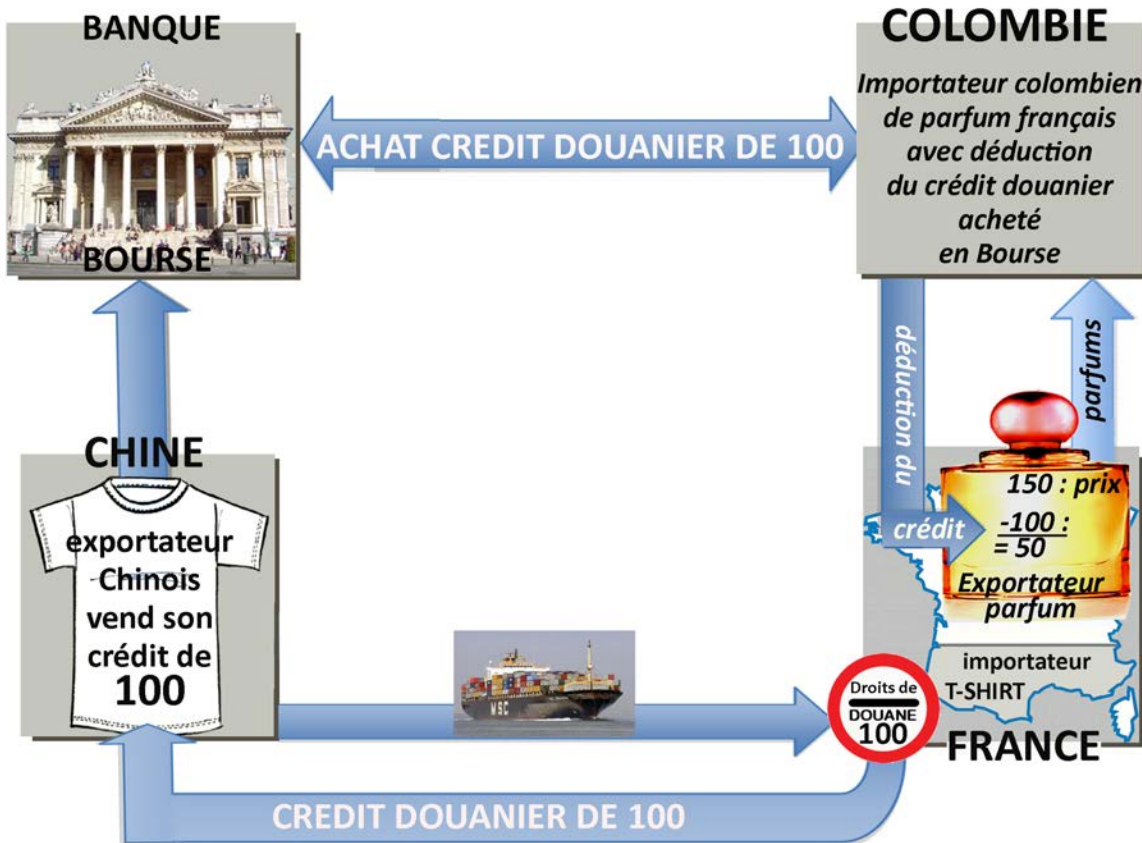 BANQUE
BOURSE
ACHAT CREDIT DOUANIER DE 100
COLOMBIE
Importateur colombien
de parfum français
avec déduction
du crédit douanier
acheté
en Bourse
déduction du
crédit
parfums
150 : prix
-100 :
= 50
Exportateur
parfum
importateur
T-SHIRT
FRANCE
Droits de
DOUANE
100
CHINE
exportateur
Chinois
vend son
crédit de
100
MSC
CREDIT DOUANIER DE 100